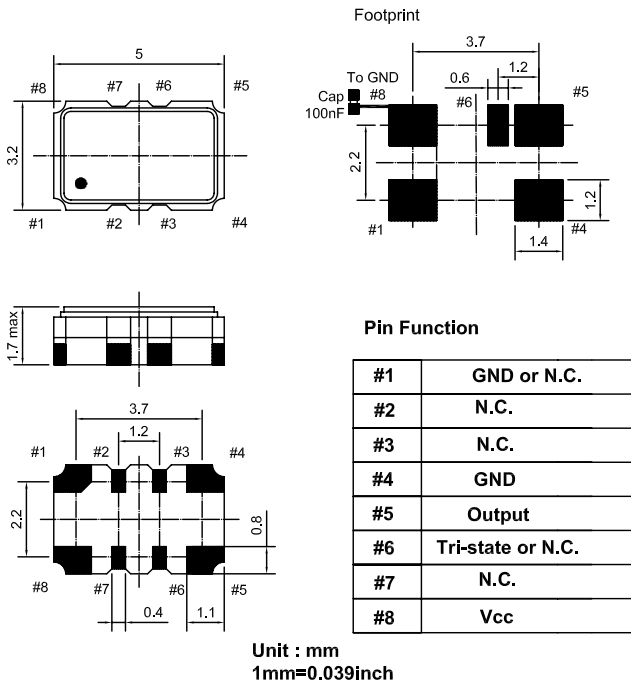 Footprint
5
#8
#7
#6
#5
3.2
#1
#2
#3
#4
3.7
1.2
0.6
To GND
Cap
#8
100nF
#6
#5
2.2
1.2
#1
#4
1.4
1.7 max
3.7
1.2
#1
#2
#3
#4
2.2
0.8
#8
#7
#6
#5
0.4
1.1
Pin Function
#1 GND or N.C.
#2 N.C.
#3 N.C.
#4 GND
#5 Output
#6 Tri-state or N.C.
#7 N.C.
#8 Vcc
Unit : mm
1mm=0.039inch